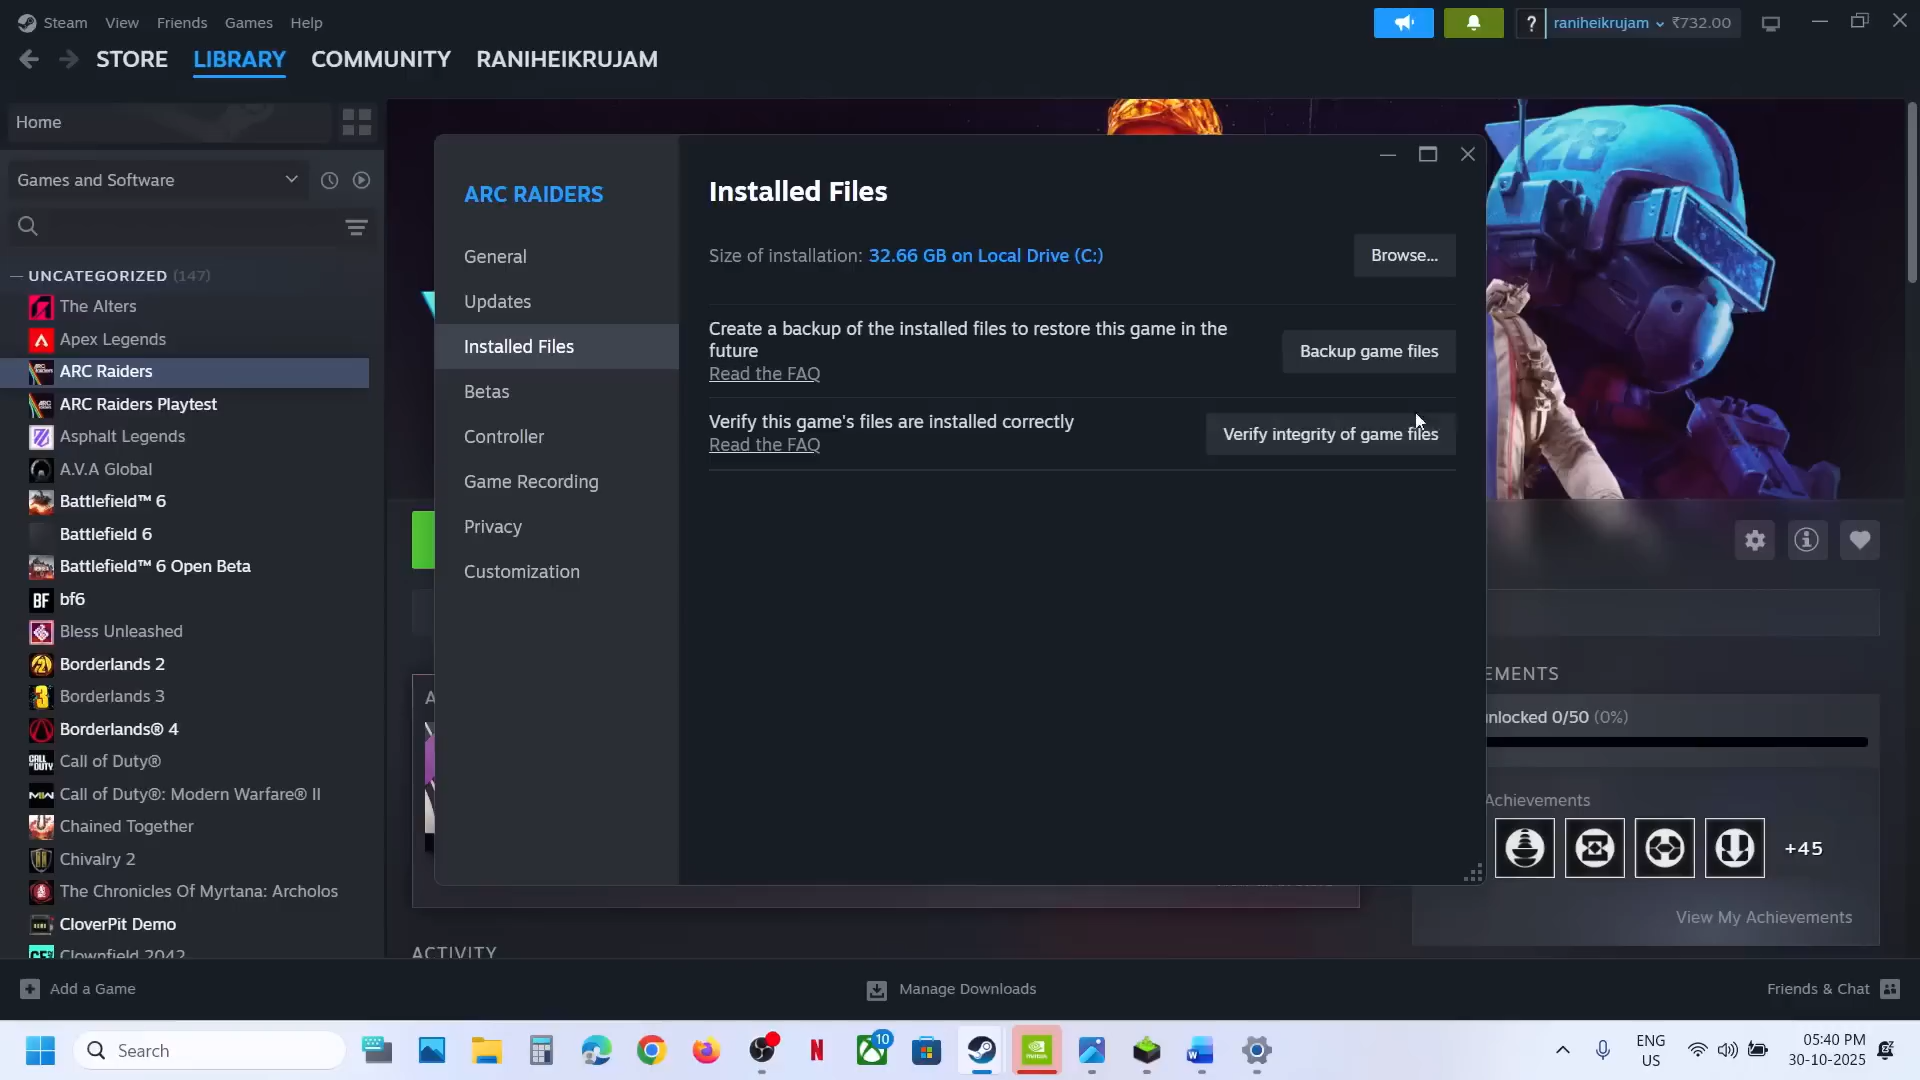 Steam View Friends Games Help
? raniheikrujam ₹732.00
STORE LIBRARY COMMUNITY RANIHEIKRUJAM
Home
Games and Software
UNCATEGORIZED (147)
The Alters
Apex Legends
ARC Raiders
ARC Raiders Playtest
Asphalt Legends
A.V.A Global
Battlefield™ 6
Battlefield 6
Battlefield™ 6 Open Beta
BF bf6
Bless Unleashed
Borderlands 2
Borderlands 3
Borderlands® 4
Call of Duty®
Call of Duty®: Modern Warfare® II
Chained Together
Chivalry 2
The Chronicles Of Myrtana: Archolos
CloverPit Demo
Clownfield 2042
ARC RAIDERS
General
Updates
Installed Files
Betas
Controller
Game Recording
Privacy
Customization
Installed Files
Size of installation: 32.66 GB on Local Drive (C:)
Browse...
Create a backup of the installed files to restore this game in the
future
Read the FAQ
Backup game files
Verify this game's files are installed correctly
Read the FAQ
Verify integrity of game files
28
EMENTS
nlocked 0/50 (0%)
Achievements
+45
View My Achievements
ACTIVITY
Add a Game
Manage Downloads
Friends & Chat
Search
10
ENG
US
05:40 PM
30-10-2025